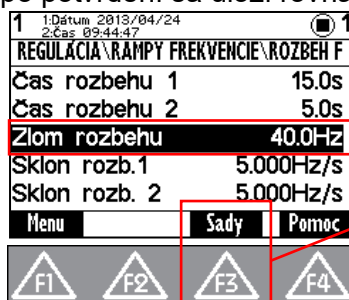 po potvrdení sa uloží rovna
1 1:Dátum 2013/04/24 1
2:Čas 09:44:47
REGULÁCIA\RAMPY FREKVENCIE\ROZBEH F
Čas rozbehu 1 15.0s
Čas rozbehu 2 5.0s
Zlom rozbehu 40.0Hz
Sklon rozb.1 5.000Hz/s
Sklon rozb. 2 5.000Hz/s
Menu Sady Pomoc
F1 F2 F3 F4